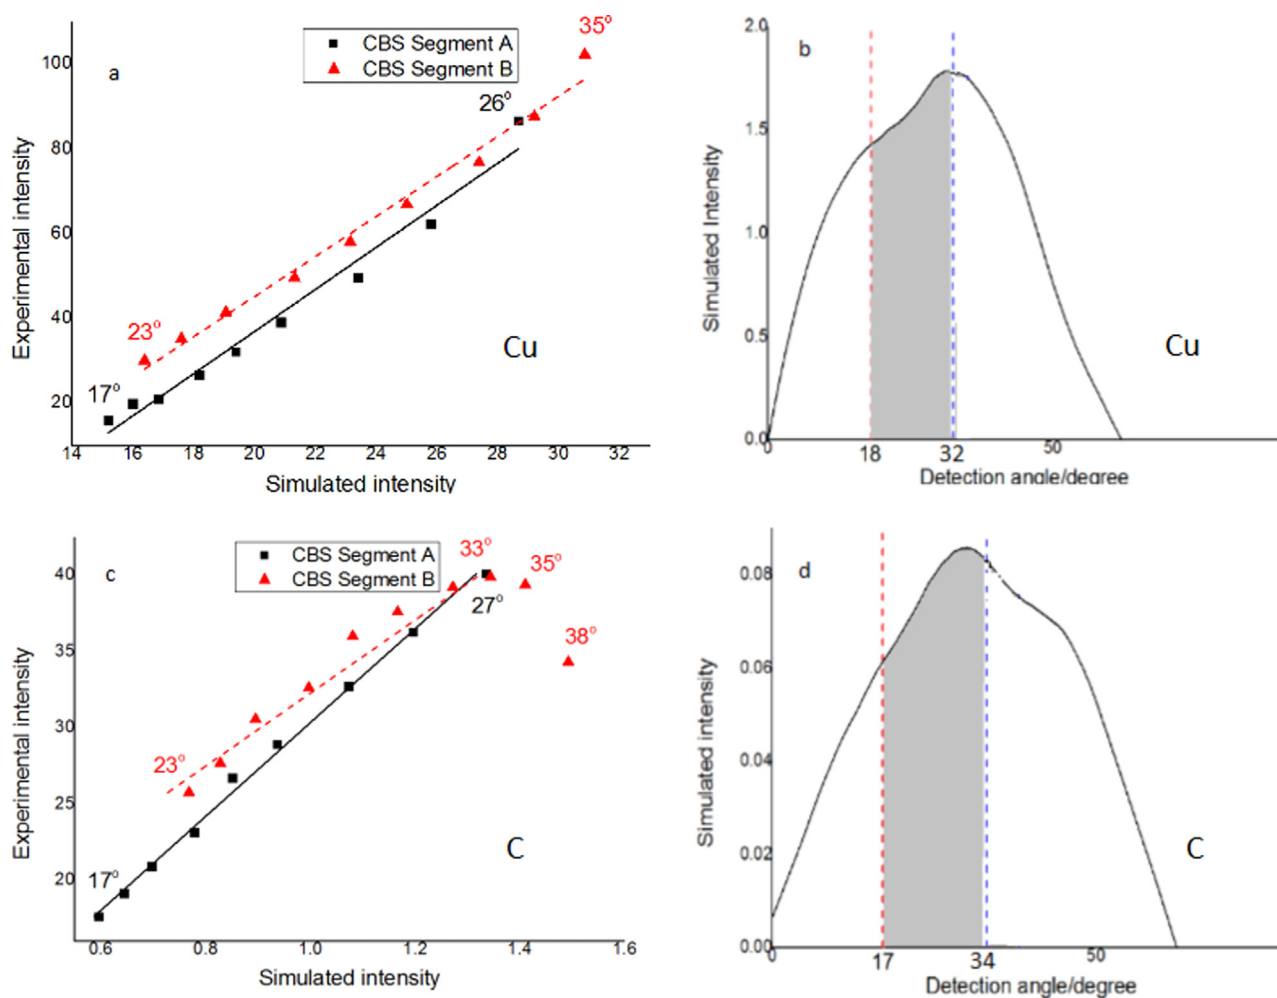 a
CBS Segment A
CBS Segment B
35°
26°
23°
17°
Cu
Experimental intensity
100
80
60
40
20
14 16 18 20 22 24 26 28 30 32
Simulated intensity
b
Cu
Simulated Intensity
2.0
1.5
1.0
0.5
0.0
0 18 32 50
Detection angle/degree
c
CBS Segment A
CBS Segment B
33°
35°
27°
38°
23°
17°
C
Experimental intensity
40
35
30
25
20
0.6 0.8 1.0 1.2 1.4 1.6
Simulated intensity
d
C
Simulated intensity
0.08
0.06
0.04
0.02
0.00
0 17 34 50
Detection angle/degree